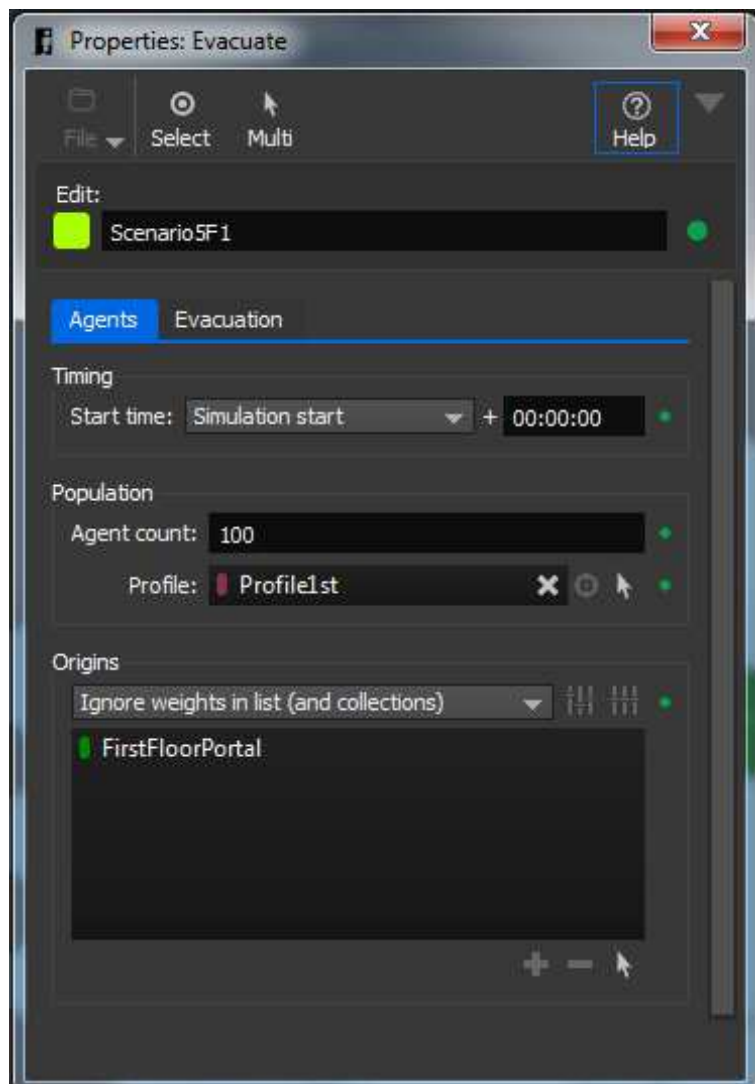 Properties: Evacuate
File Select Multi Help
Edit:
Scenario5F1
Agents Evacuation
Timing
Start time: Simulation start + 00:00:00
Population
Agent count: 100
Profile: Profile1st
Origins
Ignore weights in list (and collections)
FirstFloorPortal